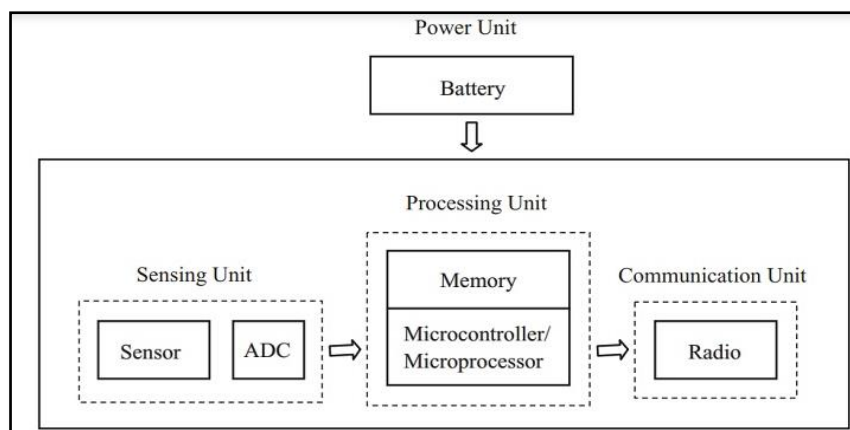 Power Unit
Battery
Processing Unit
Sensing Unit
Communication Unit
Memory
Sensor
ADC
Microcontroller/
Microprocessor
Radio